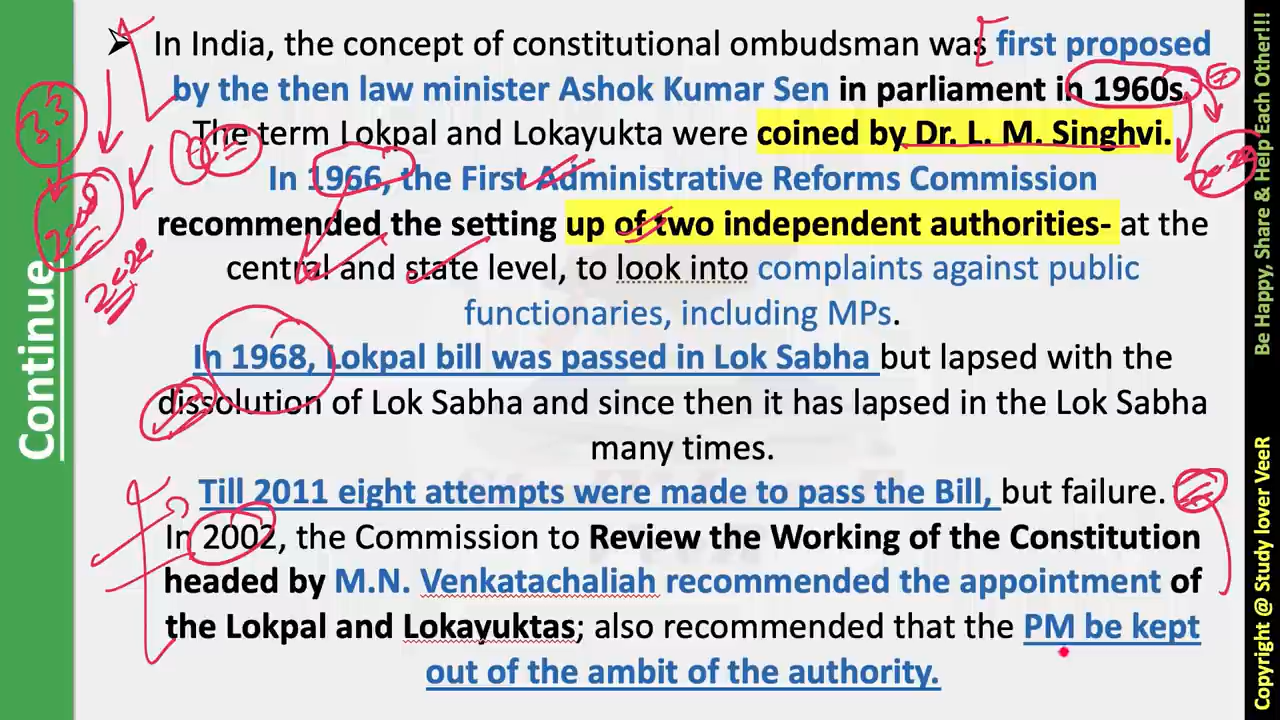 Continue
In India, the concept of constitutional ombudsman was first proposed
by the then law minister Ashok Kumar Sen in parliament in 1960s.
The term Lokpal and Lokayukta were coined by Dr. L. M. Singhvi.
In 1966, the First Administrative Reforms Commission
recommended the setting up of two independent authorities- at the
central and state level, to look into complaints against public
functionaries, including MPs.
In 1968, Lokpal bill was passed in Lok Sabha but lapsed with the
dissolution of Lok Sabha and since then it has lapsed in the Lok Sabha
many times.
Till 2011 eight attempts were made to pass the Bill, but failure.
In 2002, the Commission to Review the Working of the Constitution
headed by M.N. Venkatachaliah recommended the appointment of
the Lokpal and Lokayuktas; also recommended that the PM be kept
out of the ambit of the authority.
33
Copyright @ Study lover VeeR
Be Happy, Share & Help Each Other!!!